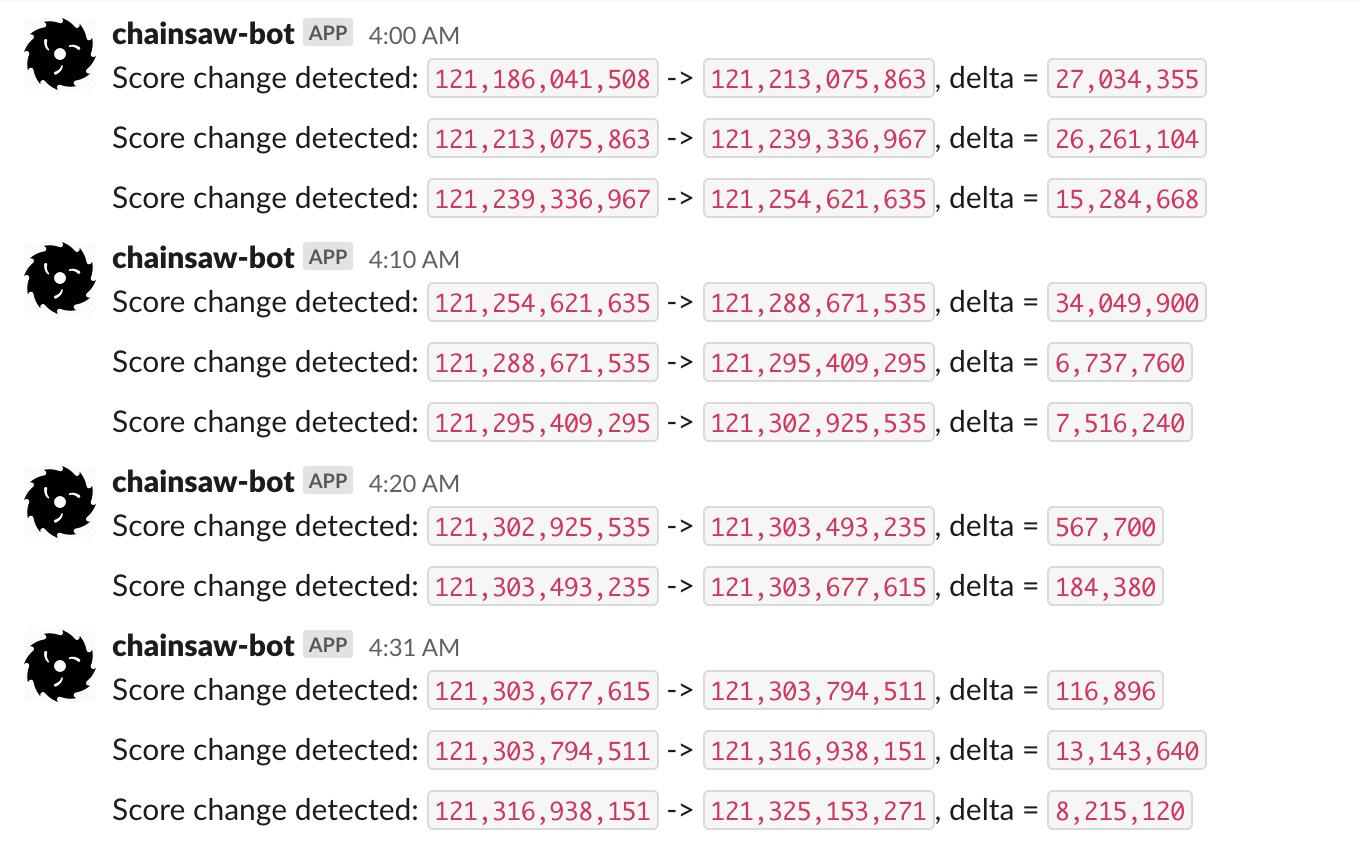 chainsaw-bot APP 4:00 AM
Score change detected: 121,186,041,508 -> 121,213,075,863, delta = 27,034,355
Score change detected: 121,213,075,863 -> 121,239,336,967, delta = 26,261,104
Score change detected: 121,239,336,967 -> 121,254,621,635, delta = 15,284,668
chainsaw-bot APP 4:10 AM
Score change detected: 121,254,621,635 -> 121,288,671,535, delta = 34,049,900
Score change detected: 121,288,671,535 -> 121,295,409,295, delta = 6,737,760
Score change detected: 121,295,409,295 -> 121,302,925,535, delta = 7,516,240
chainsaw-bot APP 4:20 AM
Score change detected: 121,302,925,535 -> 121,303,493,235, delta = 567,700
Score change detected: 121,303,493,235 -> 121,303,677,615, delta = 184,380
chainsaw-bot APP 4:31 AM
Score change detected: 121,303,677,615 -> 121,303,794,511, delta = 116,896
Score change detected: 121,303,794,511 -> 121,316,938,151, delta = 13,143,640
Score change detected: 121,316,938,151 -> 121,325,153,271, delta = 8,215,120